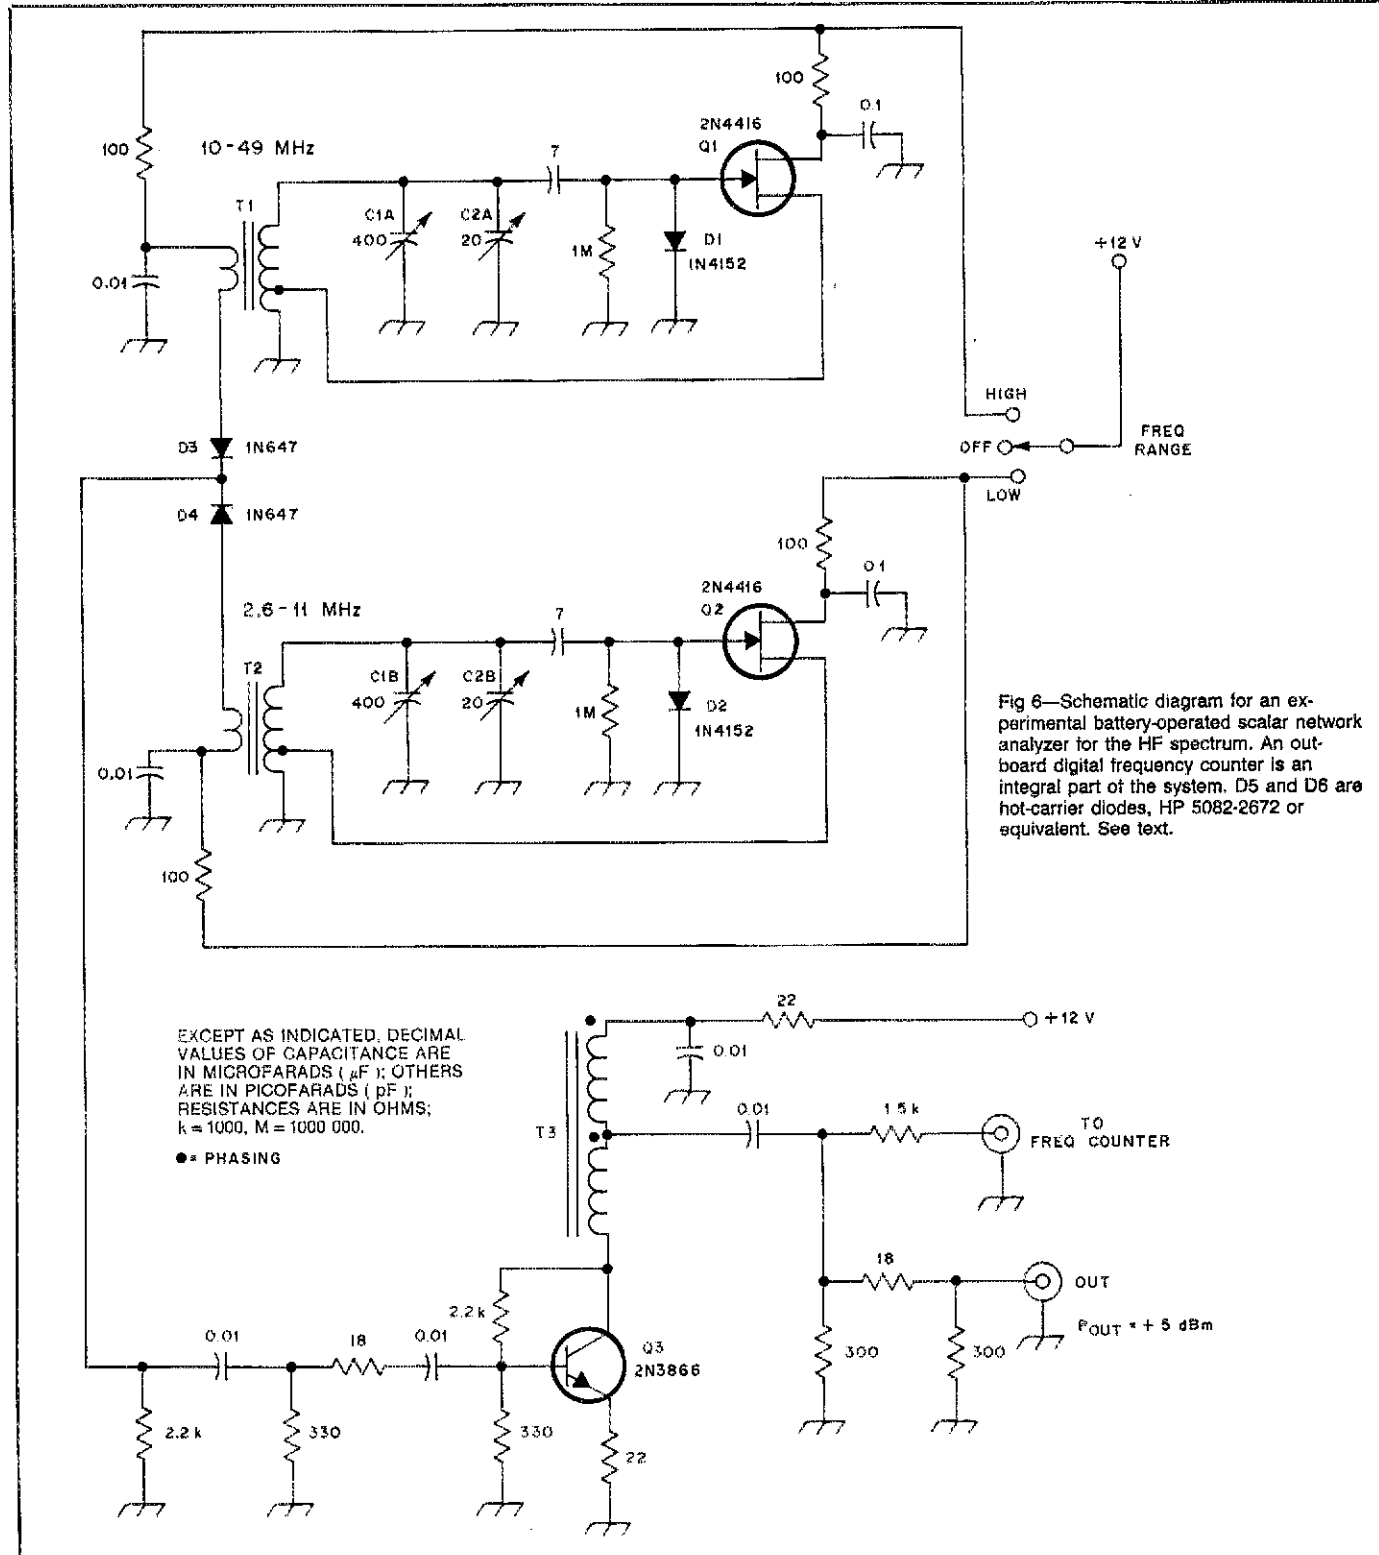 100
0.1
2N4416
Q1
100
10-49 MHz
7
T1
C1A
400
C2A
20
1M
D1
1N4152
0.01
+12 V
HIGH
OFF
FREQ
RANGE
LOW
D3
1N647
D4
1N647
100
0.1
2N4416
Q2
2.6-11 MHz
7
T2
C1B
400
C2B
20
1M
D2
1N4152
0.01
100
Fig 6—Schematic diagram for an ex-
perimental battery-operated scalar network
analyzer for the HF spectrum. An out-
board digital frequency counter is an
integral part of the system. D5 and D6 are
hot-carrier diodes, HP 5082-2672 or
equivalent. See text.
EXCEPT AS INDICATED, DECIMAL
VALUES OF CAPACITANCE ARE
IN MICROFARADS ( µF ); OTHERS
ARE IN PICOFARADS ( pF );
RESISTANCES ARE IN OHMS;
k = 1000, M = 1000 000.
● = PHASING
22
+12 V
0.01
T3
0.01
1.5 k
TO
FREQ COUNTER
18
OUT
POUT = + 5 dBm
300
300
2.2 k
0.01
18
0.01
Q3
2N3866
2.2 k
330
330
22